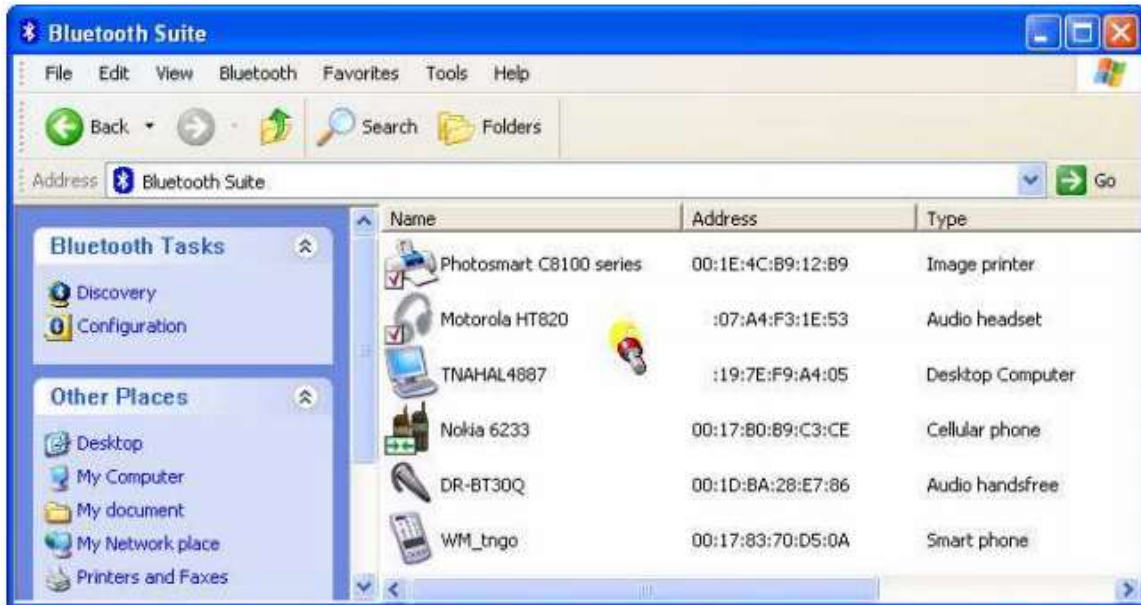 Bluetooth Suite
File Edit View Bluetooth Favorites Tools Help
Back Search Folders
Address Bluetooth Suite Go
Name Address Type
Bluetooth Tasks
Discovery
Configuration
Other Places
Desktop
My Computer
My document
My Network place
Printers and Faxes
Photosmart C8100 series 00:1E:4C:B9:12:B9 Image printer
Motorola HT820 :07:A4:F3:1E:53 Audio headset
TNAHAL4887 :19:7E:F9:A4:05 Desktop Computer
Nokia 6233 00:17:B0:B9:C3:CE Cellular phone
DR-BT30Q 00:1D:BA:28:E7:86 Audio handsfree
WM_tngo 00:17:83:70:D5:0A Smart phone